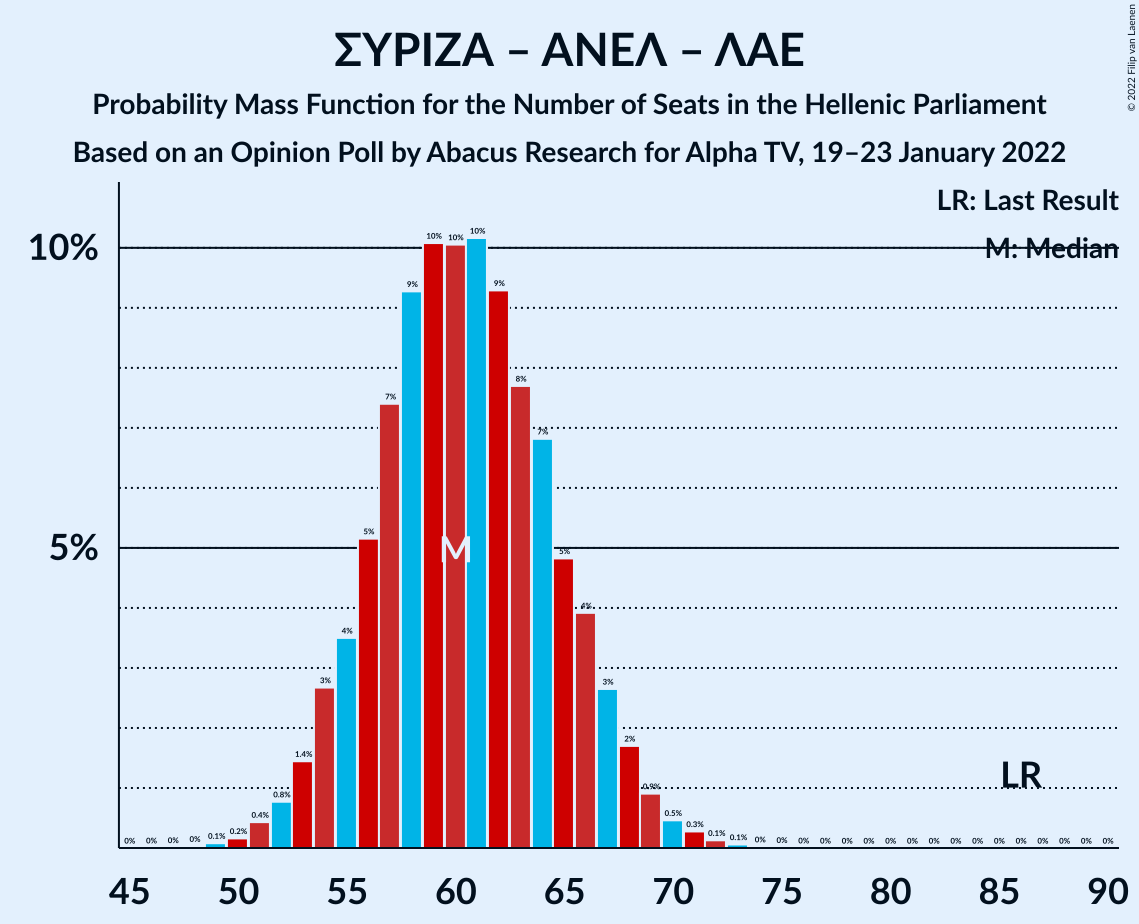 ΣΥΡΙΖΑ – ΑΝΕΛ – ΛΑΕ
Probability Mass Function for the Number of Seats in the Hellenic Parliament
Based on an Opinion Poll by Abacus Research for Alpha TV, 19–23 January 2022
© 2022 Filip van Laenen
LR: Last Result
M: Median
10%
5%
0% 0% 0% 0% 0.1% 0.2% 0.4% 0.8% 1.4% 3% 4% 5% 7% 9% 10% 10% 10% 9% 8% 7% 5% 4% 3% 2% 0.9% 0.5% 0.3% 0.1% 0.1% 0% 0% 0% 0% 0% 0% 0% 0% 0% 0% 0% 0% 0% 0% 0% 0% 0%
M
LR
45 50 55 60 65 70 75 80 85 90